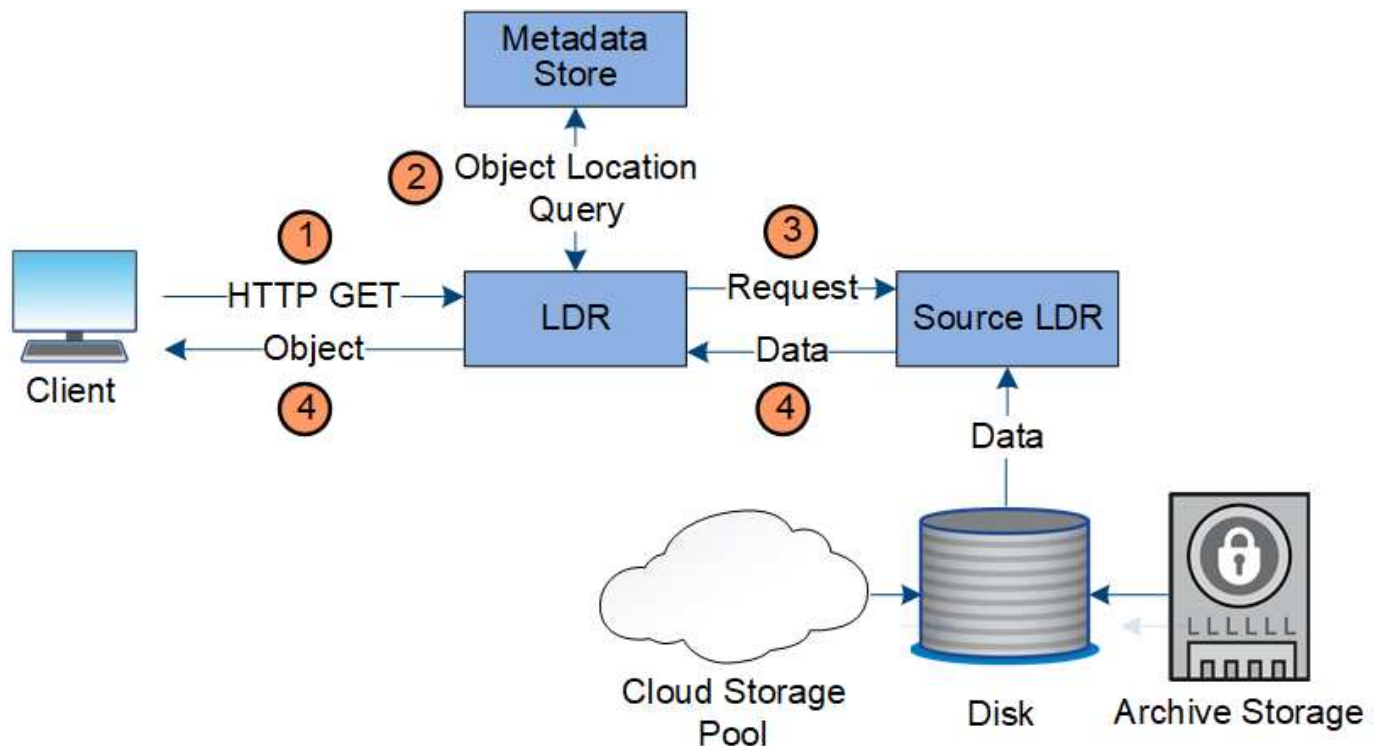 Metadata
Store
2
Object Location
Query
1
3
HTTP GET
LDR
Request
Source LDR
Object
Data
Client
4
4
Data
LLLLLL
Cloud Storage
Pool
Disk
Archive Storage